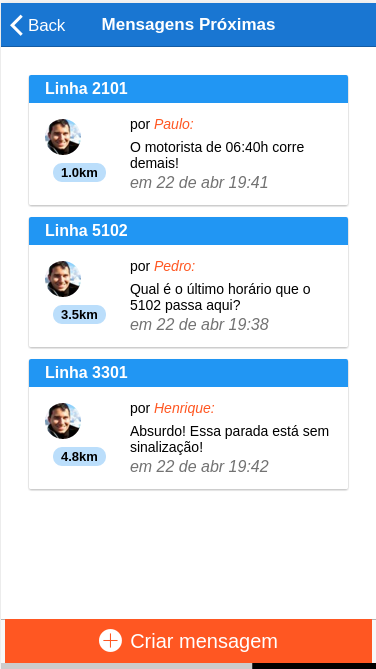 Back
Mensagens Próximas
Linha 2101
por Paulo:
O motorista de 06:40h corre
demais!
1.0km
em 22 de abr 19:41
Linha 5102
por Pedro:
Qual é o último horário que o
5102 passa aqui?
3.5km
em 22 de abr 19:38
Linha 3301
por Henrique:
Absurdo! Essa parada está sem
sinalização!
4.8km
em 22 de abr 19:42
Criar mensagem